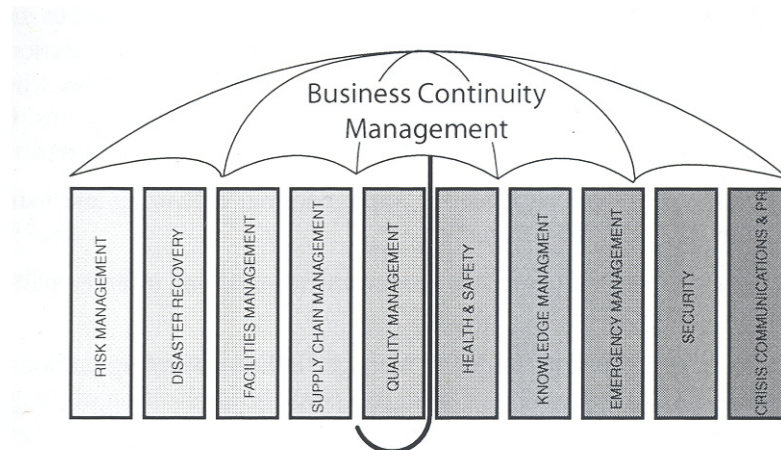 Business Continuity
Management
RISK MANAGEMENT
DISASTER RECOVERY
FACILITIES MANAGEMENT
SUPPLY CHAIN MANAGEMENT
QUALITY MANAGEMENT
HEALTH & SAFETY
KNOWLEDGE MANAGMENT
EMERGENCY MANAGEMENT
SECURITY
CRISIS COMMUNICATIONS & PR